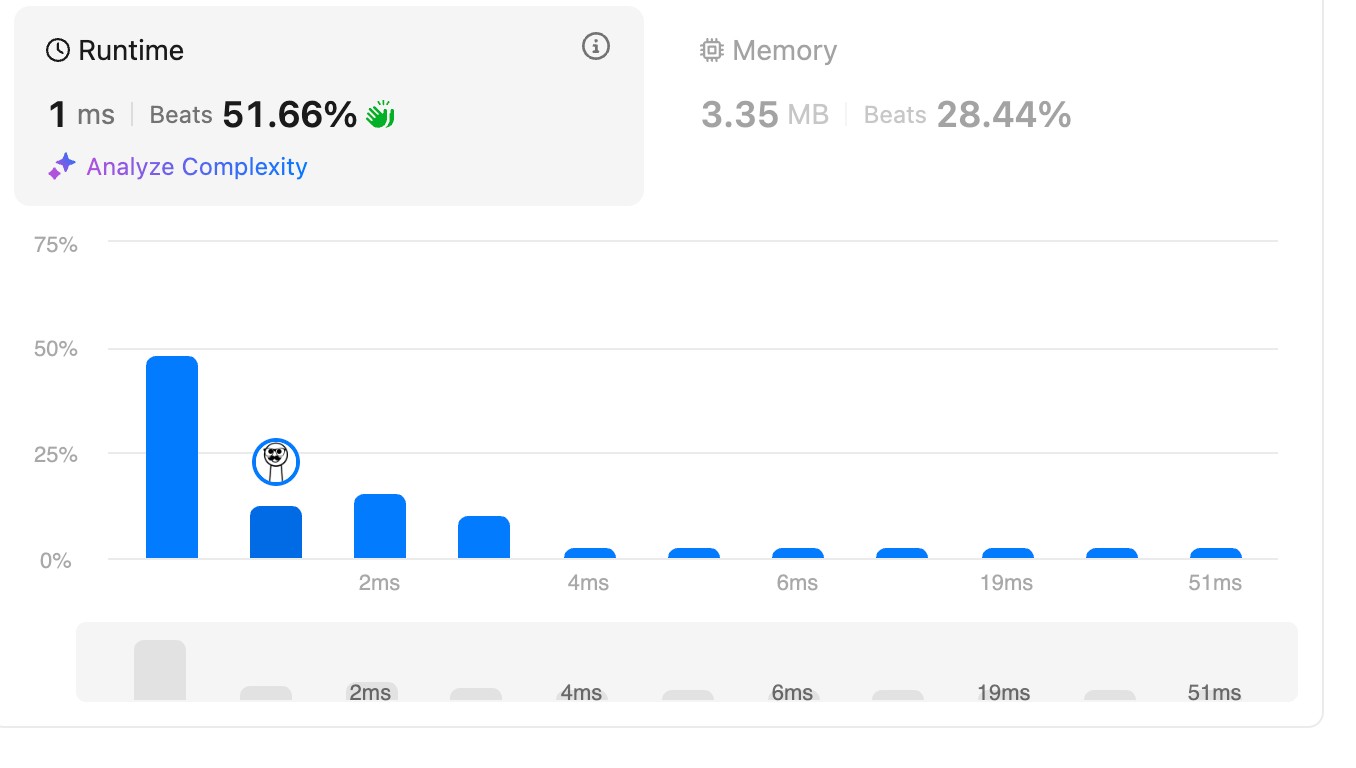 Runtime
1 ms | Beats 51.66%
Analyze Complexity
Memory
3.35 MB | Beats 28.44%
75%
50%
25%
0%
2ms 4ms 6ms 19ms 51ms
2ms 4ms 6ms 19ms 51ms